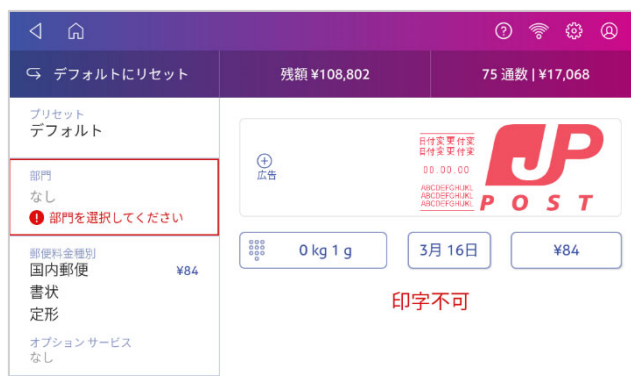 デフォルトにリセット
残額 ¥108,802
75 通数 | ¥17,068
プリセット
デフォルト
部門
なし
部門を選択してください
郵便料金種別
国内郵便 ¥84
書状
定形
オプション サービス
なし
広告
日付変更付変
日付変更付変
00.00.00
ABCDEFGHIJKL
ABCDEFGHIJKL
ABCDEFGHIJKL
JP
POST
0 kg 1 g
3月 16日
¥84
印字不可